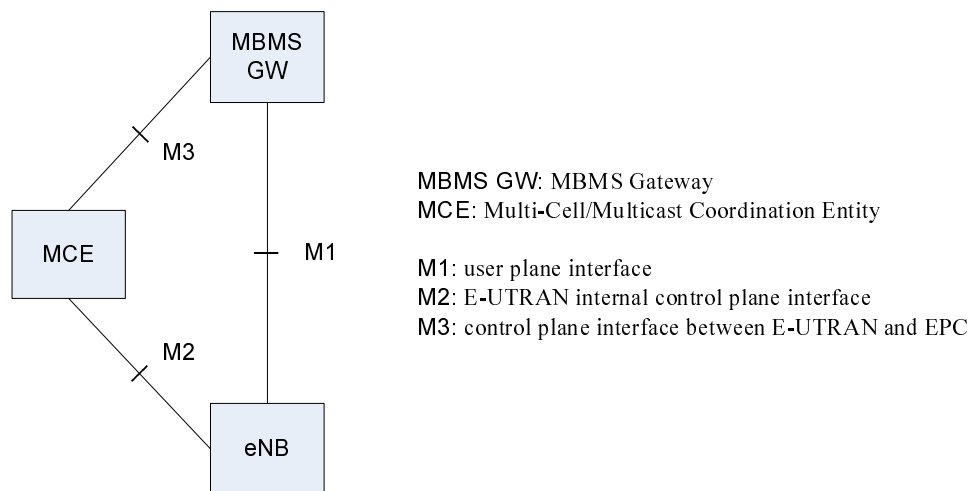 MBMS
GW
M3
MBMS GW: MBMS Gateway
MCE: Multi-Cell/Multicast Coordination Entity
MCE
M1
M1: user plane interface
M2: E-UTRAN internal control plane interface
M3: control plane interface between E-UTRAN and EPC
M2
eNB